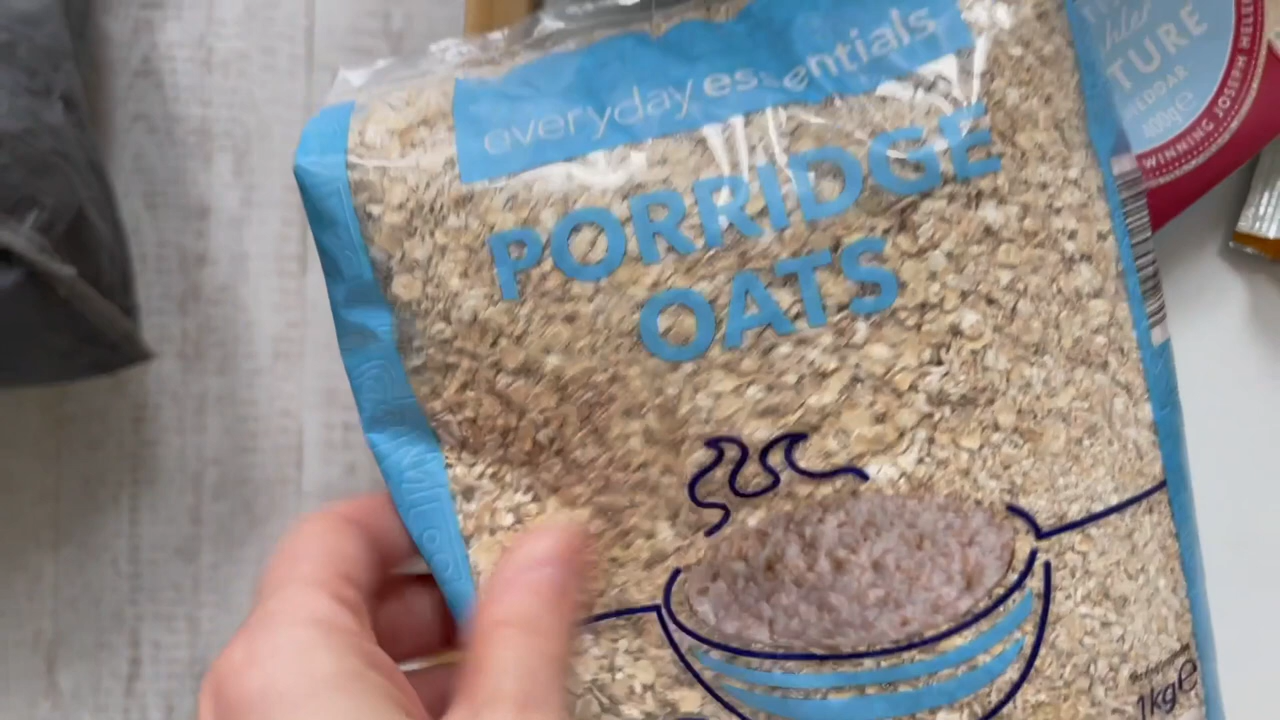 everyday essentials
PORRIDGE
OATS
1kg e
TURE
400g e
WINNING JOSEPH